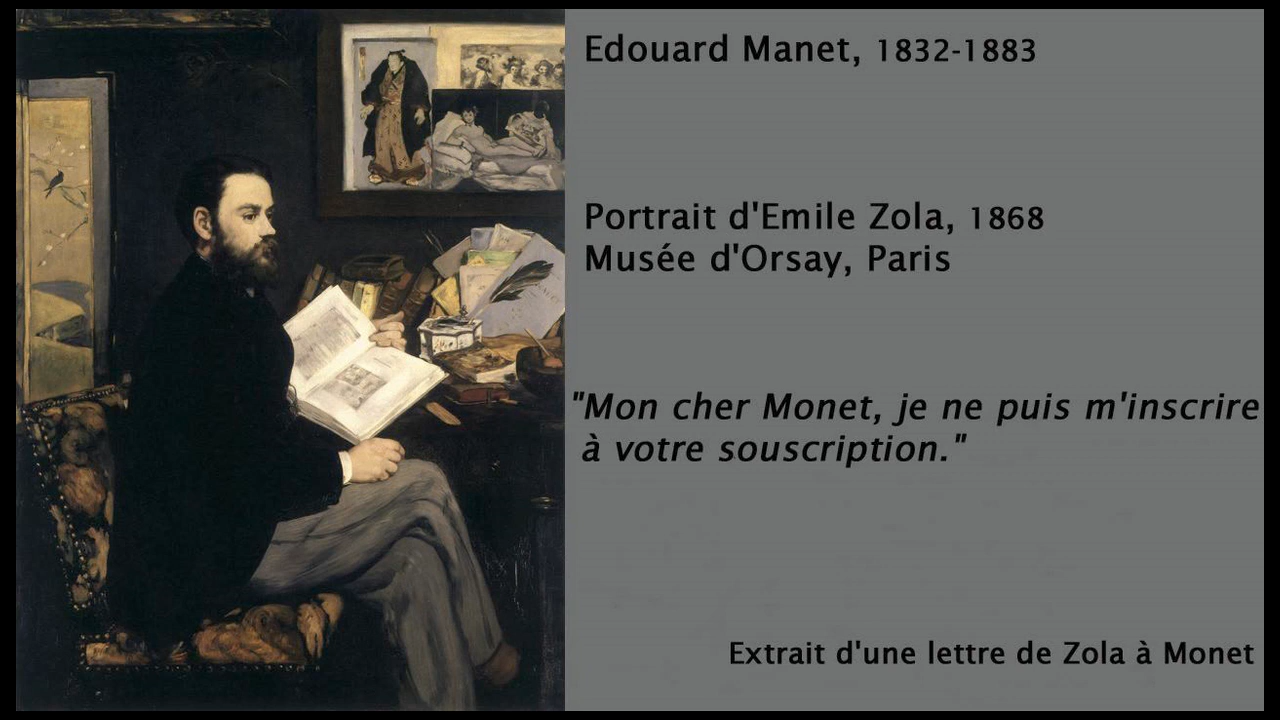 Edouard Manet, 1832-1883
Portrait d'Emile Zola, 1868
Musée d'Orsay, Paris
"Mon cher Monet, je ne puis m'inscrire
à votre souscription."
Extrait d'une lettre de Zola à Monet